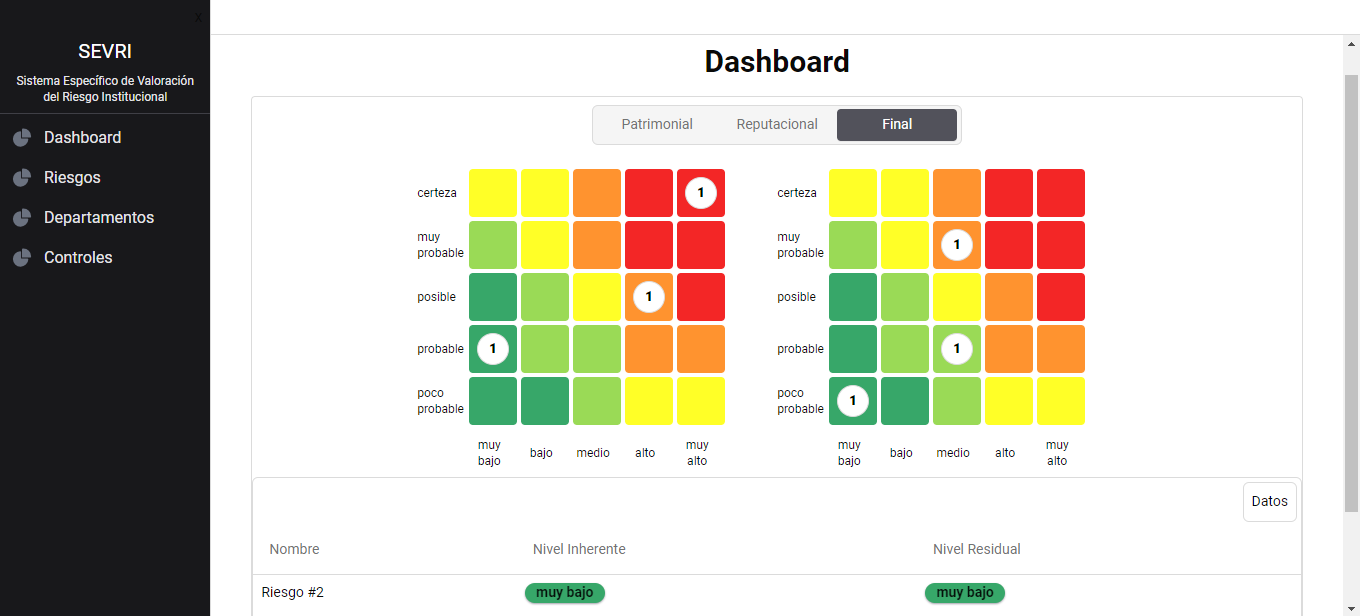 x
SEVRI
Sistema Específico de Valoración
del Riesgo Institucional
Dashboard
Riesgos
Departamentos
Controles
Dashboard
Patrimonial Reputacional Final
certeza 1
muy
probable
posible 1
probable 1
poco
probable
muy
bajo
bajo
medio
alto
muy
alto
certeza
muy
probable
1
posible
probable 1
poco
probable
1
muy
bajo
bajo
medio
alto
muy
alto
Datos
Nombre Nivel Inherente Nivel Residual
Riesgo #2 muy bajo muy bajo